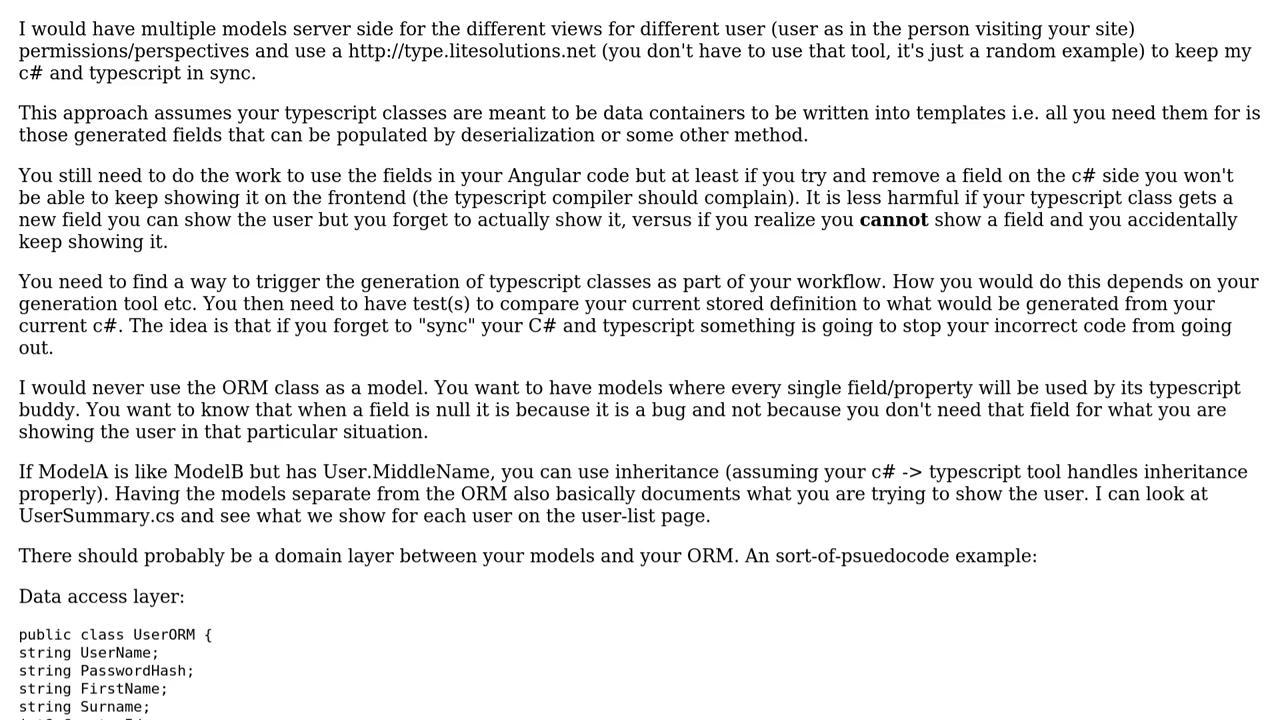 I would have multiple models server side for the different views for different user (user as in the person visiting your site)
permissions/perspectives and use a http://type.litesolutions.net (you don't have to use that tool, it's just a random example) to keep my
c# and typescript in sync.
This approach assumes your typescript classes are meant to be data containers to be written into templates i.e. all you need them for is
those generated fields that can be populated by deserialization or some other method.
You still need to do the work to use the fields in your Angular code but at least if you try and remove a field on the c# side you won't
be able to keep showing it on the frontend (the typescript compiler should complain). It is less harmful if your typescript class gets a
new field you can show the user but you forget to actually show it, versus if you realize you cannot show a field and you accidentally
keep showing it.
You need to find a way to trigger the generation of typescript classes as part of your workflow. How you would do this depends on your
generation tool etc. You then need to have test(s) to compare your current stored definition to what would be generated from your
current c#. The idea is that if you forget to "sync" your C# and typescript something is going to stop your incorrect code from going
out.
I would never use the ORM class as a model. You want to have models where every single field/property will be used by its typescript
buddy. You want to know that when a field is null it is because it is a bug and not because you don't need that field for what you are
showing the user in that particular situation.
If ModelA is like ModelB but has User.MiddleName, you can use inheritance (assuming your c# -> typescript tool handles inheritance
properly). Having the models separate from the ORM also basically documents what you are trying to show the user. I can look at
UserSummary.cs and see what we show for each user on the user-list page.
There should probably be a domain layer between your models and your ORM. An sort-of-psuedocode example:
Data access layer:
public class UserORM {
string UserName;
string PasswordHash;
string FirstName;
string Surname;